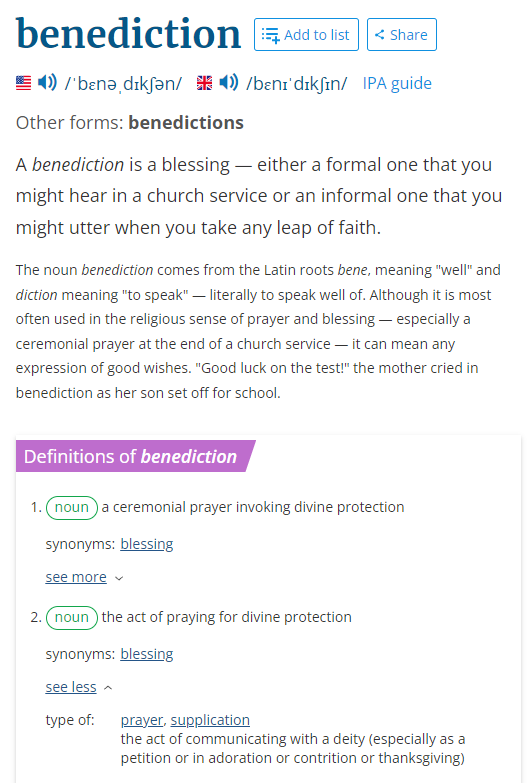 benediction Add to list Share
/ˈbɛnəˌdɪkʃən/ /bɛnɪˈdɪkʃɪn/ IPA guide
Other forms: benedictions
A benediction is a blessing — either a formal one that you
might hear in a church service or an informal one that you
might utter when you take any leap of faith.
The noun benediction comes from the Latin roots bene, meaning "well" and
diction meaning "to speak" — literally to speak well of. Although it is most
often used in the religious sense of prayer and blessing — especially a
ceremonial prayer at the end of a church service — it can mean any
expression of good wishes. "Good luck on the test!" the mother cried in
benediction as her son set off for school.
Definitions of benediction
1. noun a ceremonial prayer invoking divine protection
synonyms: blessing
see more
2. noun the act of praying for divine protection
synonyms: blessing
see less
type of: prayer, supplication
the act of communicating with a deity (especially as a
petition or in adoration or contrition or thanksgiving)